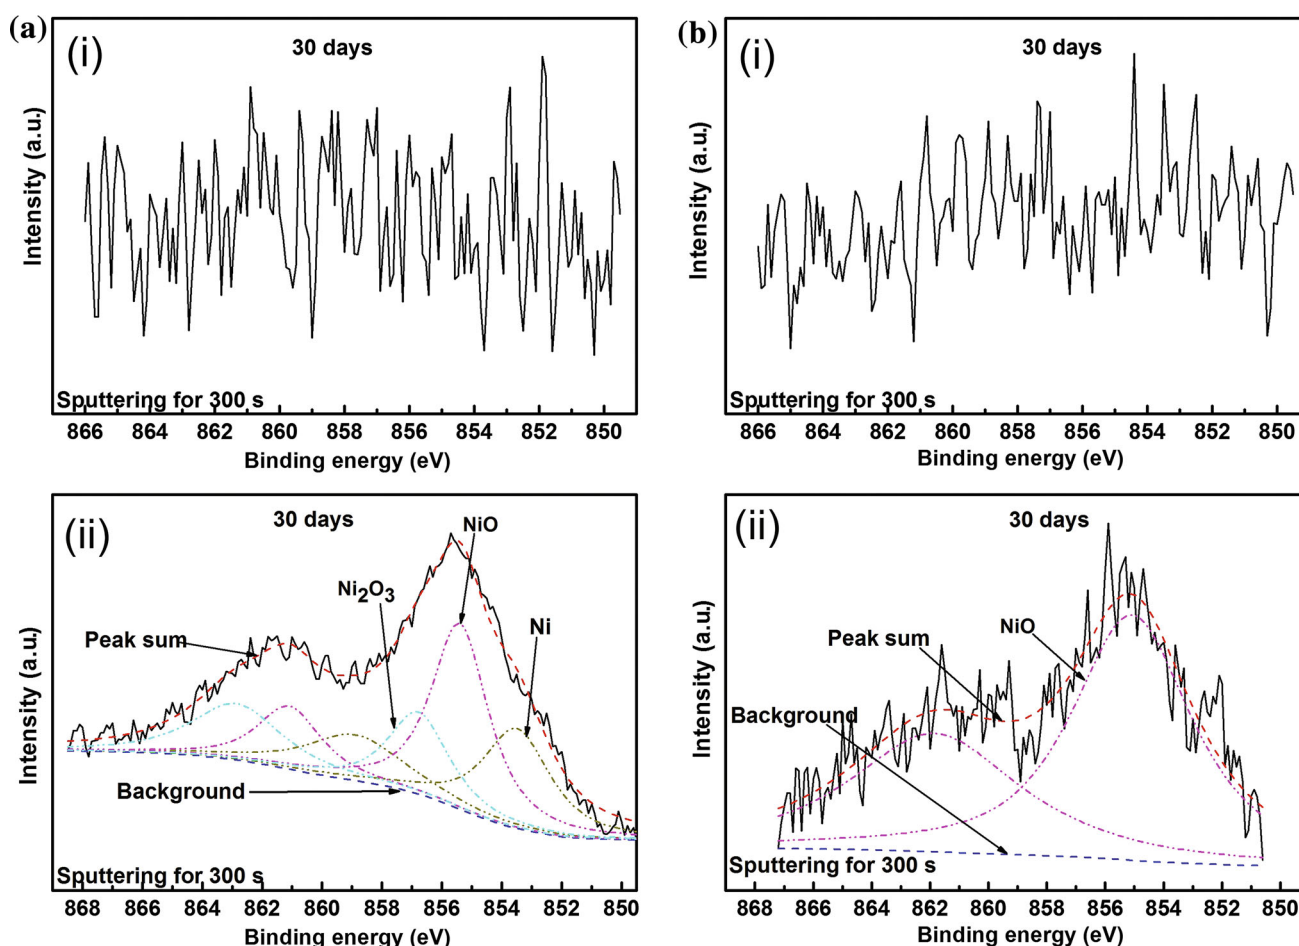 (a)
(i)
30 days
Intensity (a.u.)
Sputtering for 300 s
866 864 862 860 858 856 854 852 850
Binding energy (eV)
(b)
(i)
30 days
Intensity (a.u.)
Sputtering for 300 s
866 864 862 860 858 856 854 852 850
Binding energy (eV)
(ii)
30 days
NiO
Ni2O3
Ni
Peak sum
Background
Intensity (a.u.)
Sputtering for 300 s
868 866 864 862 860 858 856 854 852 850
Binding energy (eV)
(ii)
30 days
NiO
Peak sum
Background
Intensity (a.u.)
Sputtering for 300 s
868 866 864 862 860 858 856 854 852 850
Binding energy (eV)